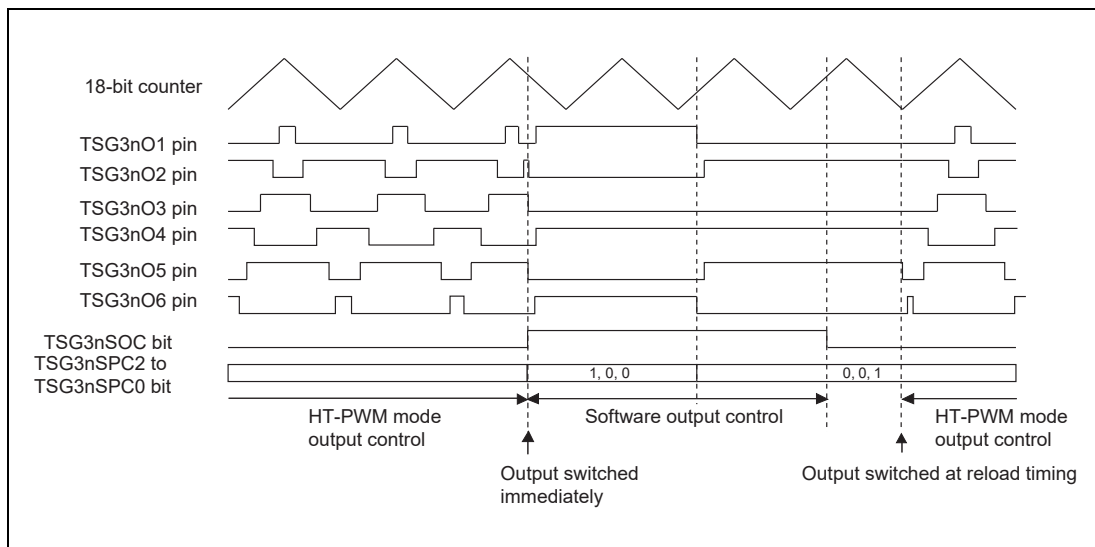 18-bit counter
TSG3nO1 pin
TSG3nO2 pin
TSG3nO3 pin
TSG3nO4 pin
TSG3nO5 pin
TSG3nO6 pin
TSG3nSOC bit
TSG3nSPC2 to
TSG3nSPC0 bit
1, 0, 0
0, 0, 1
HT-PWM mode
output control
Software output control
HT-PWM mode
output control
Output switched
immediately
Output switched at reload timing